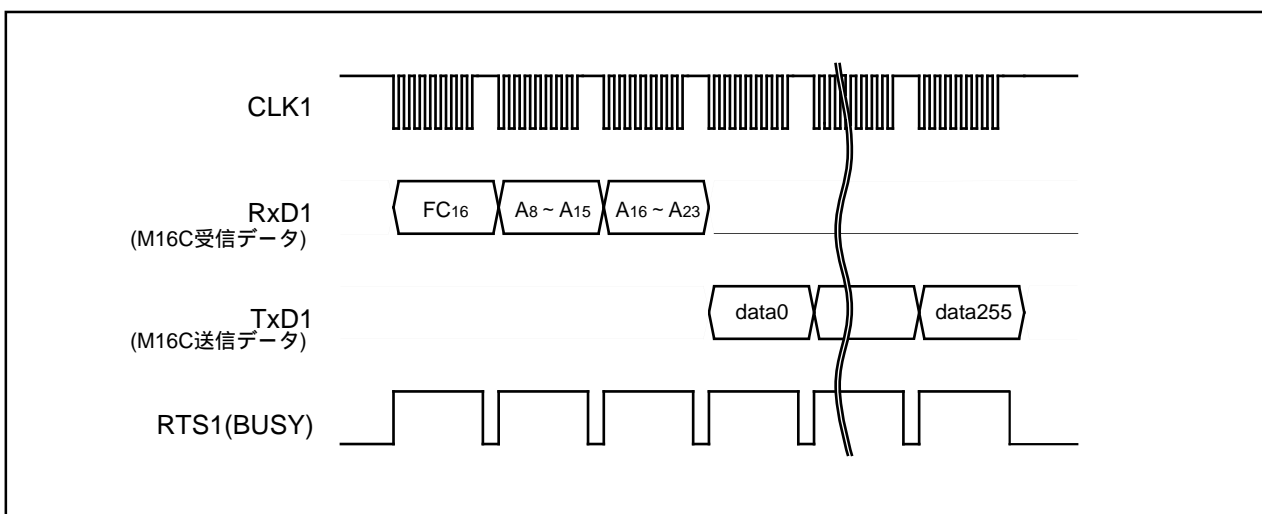 CLK1
RxD1
(M16C受信データ)
FC16
A8 ~ A15
A16 ~ A23
TxD1
(M16C送信データ)
data0
data255
RTS1(BUSY)